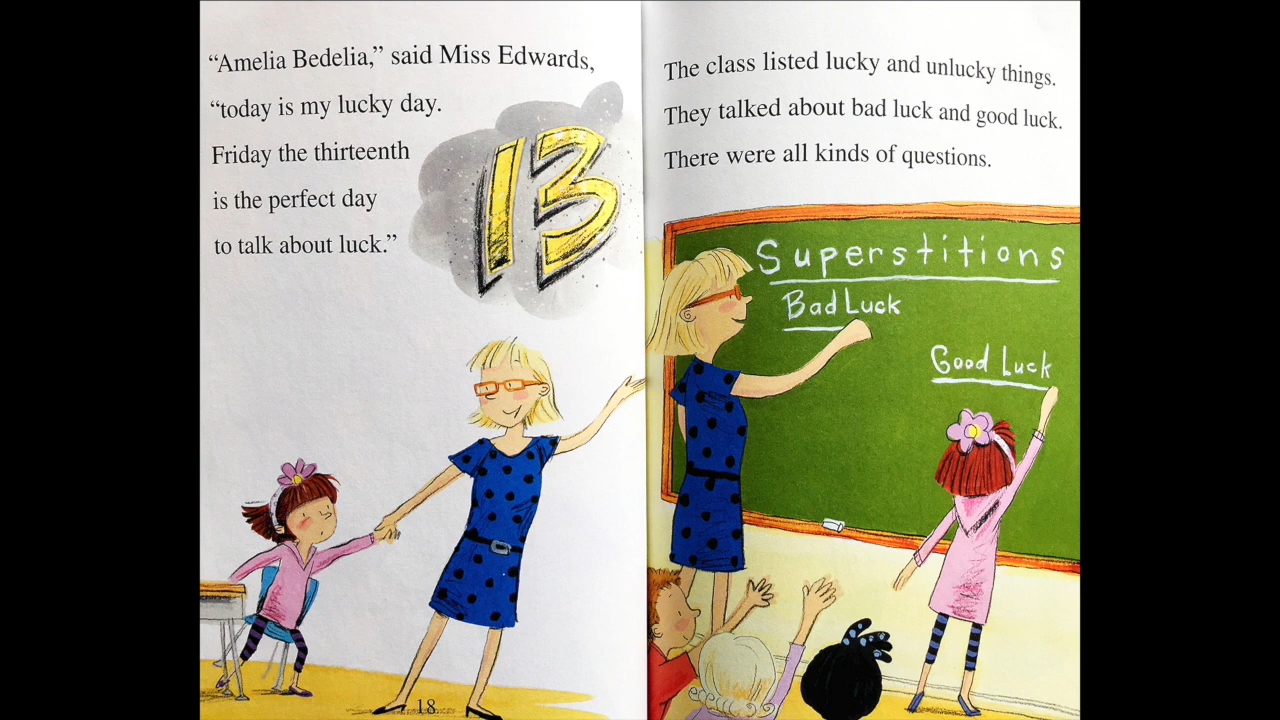 “Amelia Bedelia,” said Miss Edwards,
“today is my lucky day.
Friday the thirteenth
is the perfect day
to talk about luck.”
13
18
The class listed lucky and unlucky things.
They talked about bad luck and good luck.
There were all kinds of questions.
Superstitions
Bad Luck
Good Luck